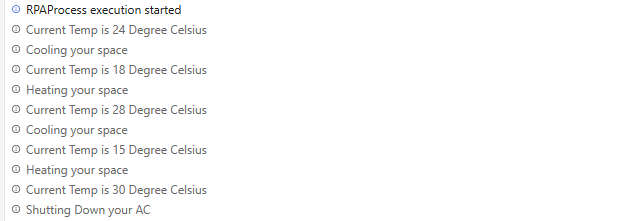 RPAProcess execution started
Current Temp is 24 Degree Celsius
Cooling your space
Current Temp is 18 Degree Celsius
Heating your space
Current Temp is 28 Degree Celsius
Cooling your space
Current Temp is 15 Degree Celsius
Heating your space
Current Temp is 30 Degree Celsius
Shutting Down your AC